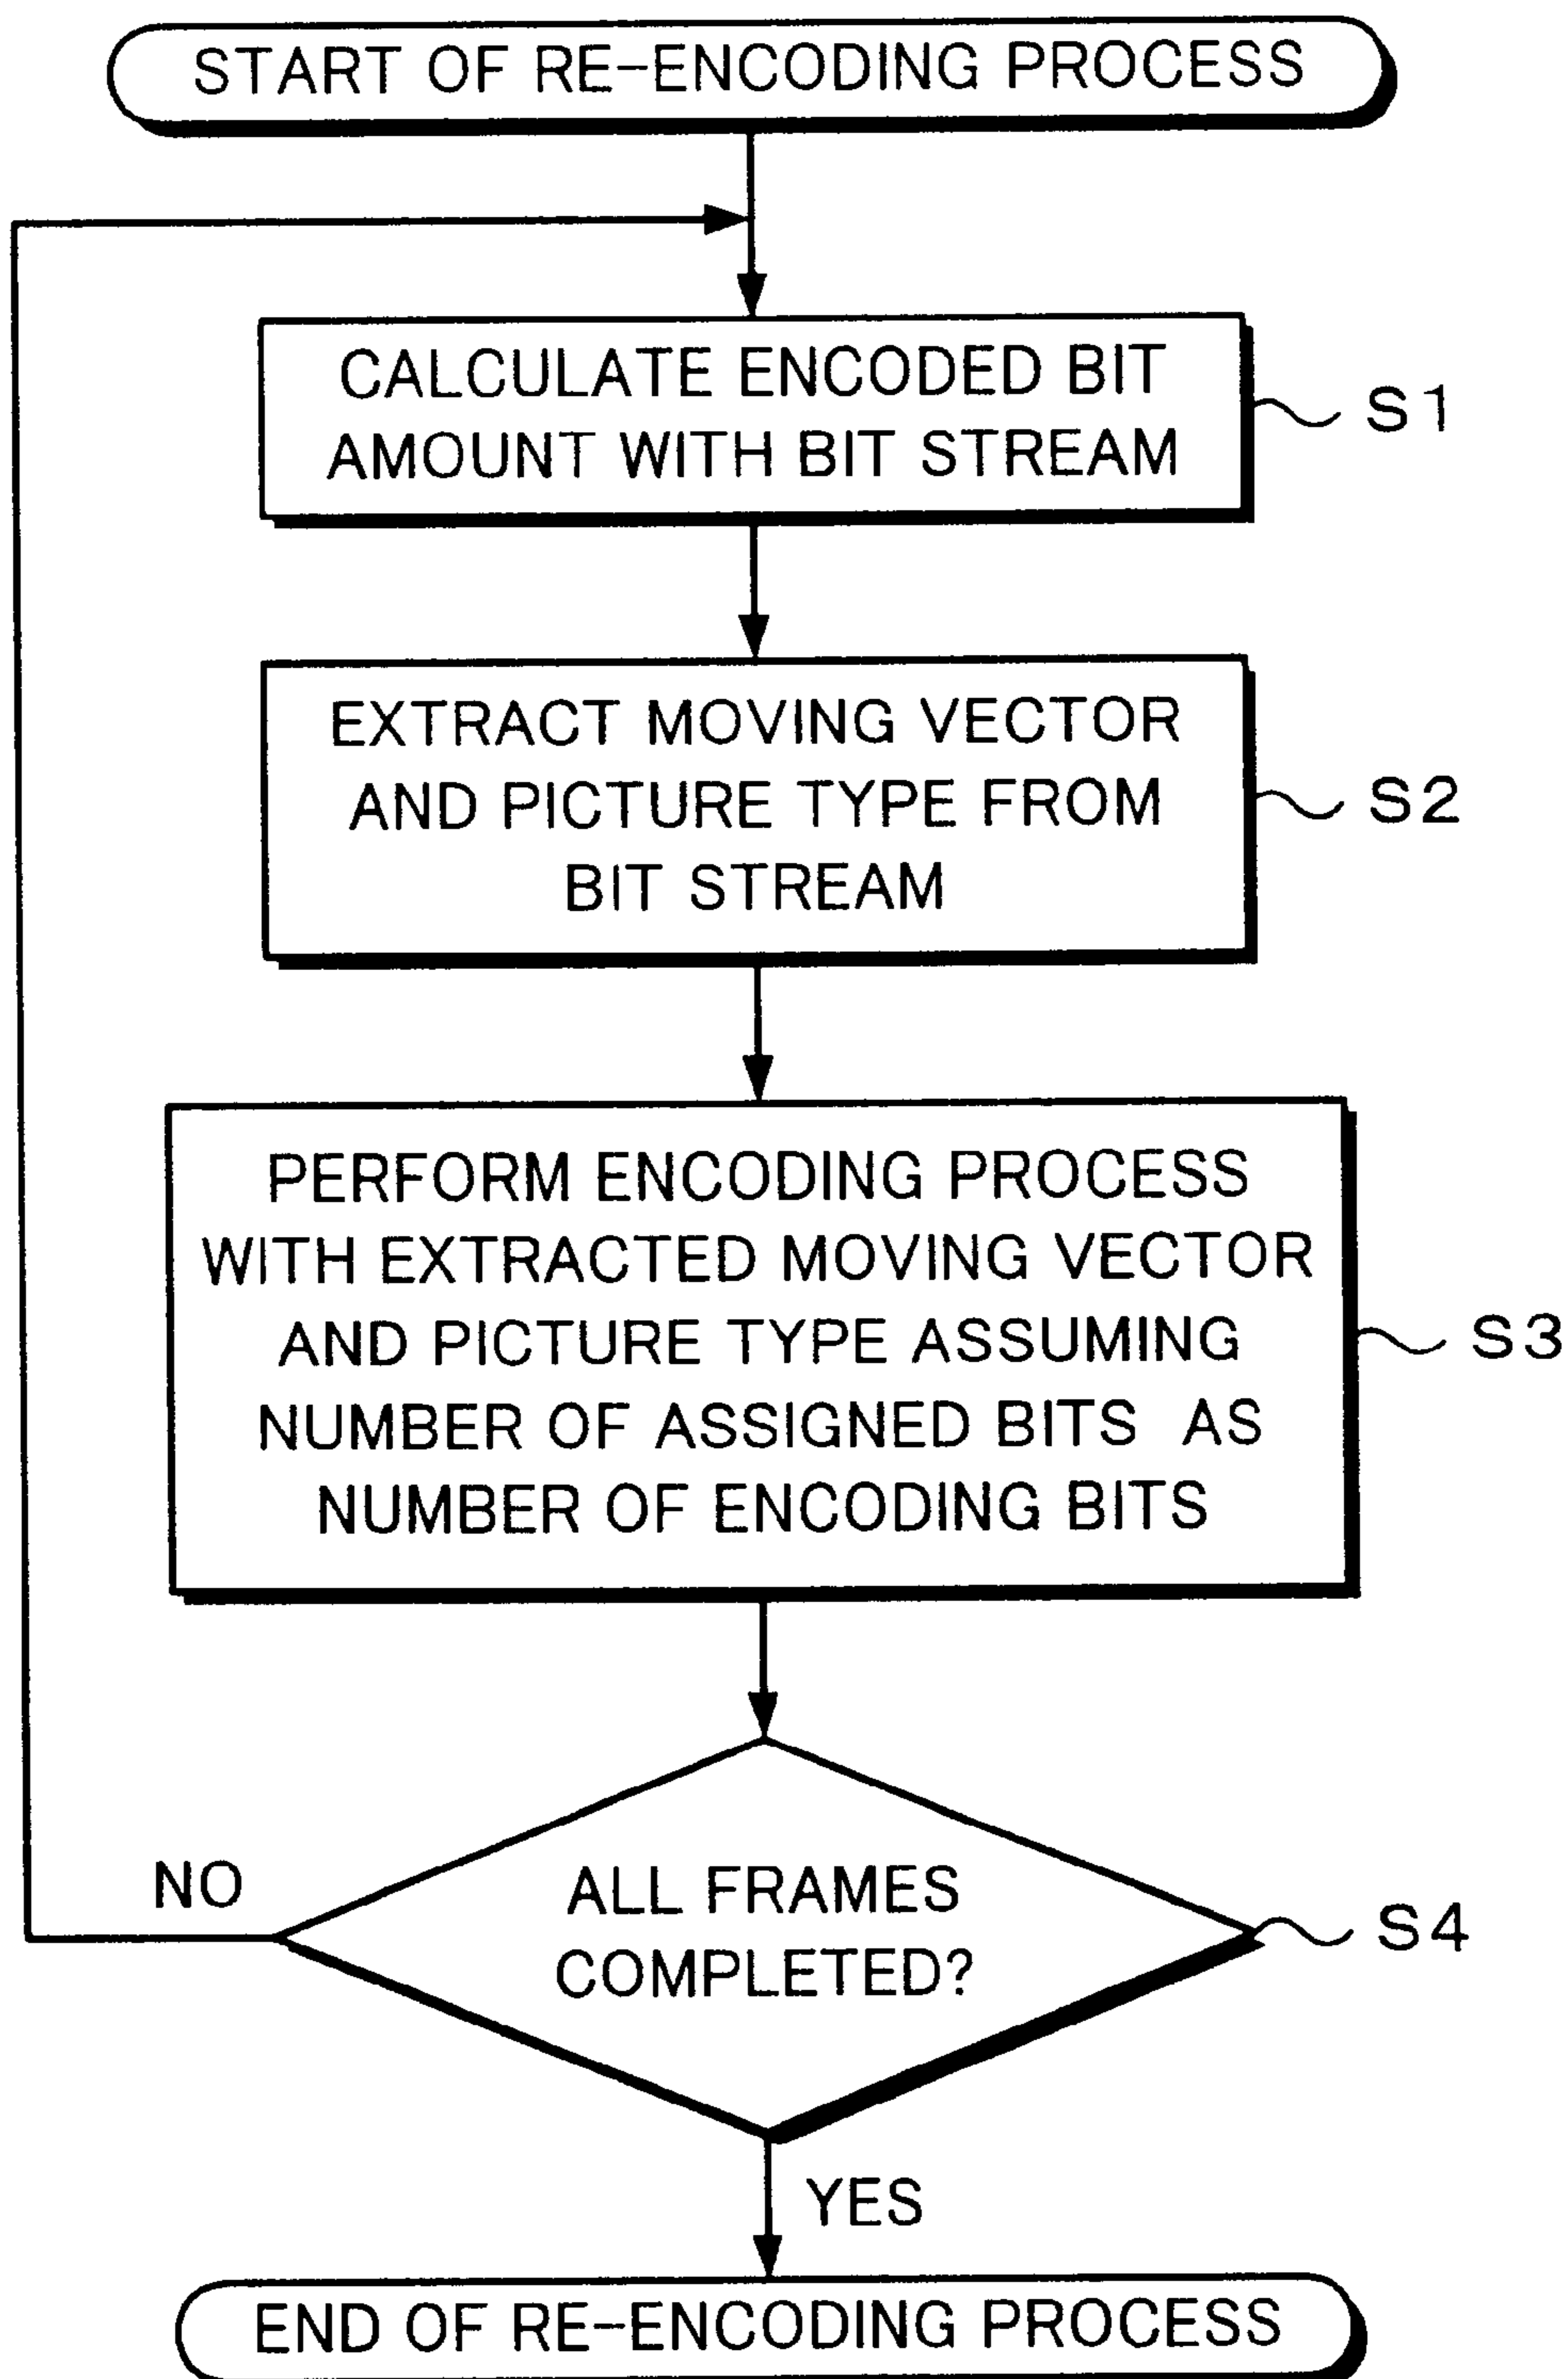 START OF RE-ENCODING PROCESS
CALCULATE ENCODED BIT
AMOUNT WITH BIT STREAM
S1
EXTRACT MOVING VECTOR
AND PICTURE TYPE FROM
BIT STREAM
S2
PERFORM ENCODING PROCESS
WITH EXTRACTED MOVING VECTOR
AND PICTURE TYPE ASSUMING
NUMBER OF ASSIGNED BITS AS
NUMBER OF ENCODING BITS
S3
NO
ALL FRAMES
COMPLETED?
S4
YES
END OF RE-ENCODING PROCESS